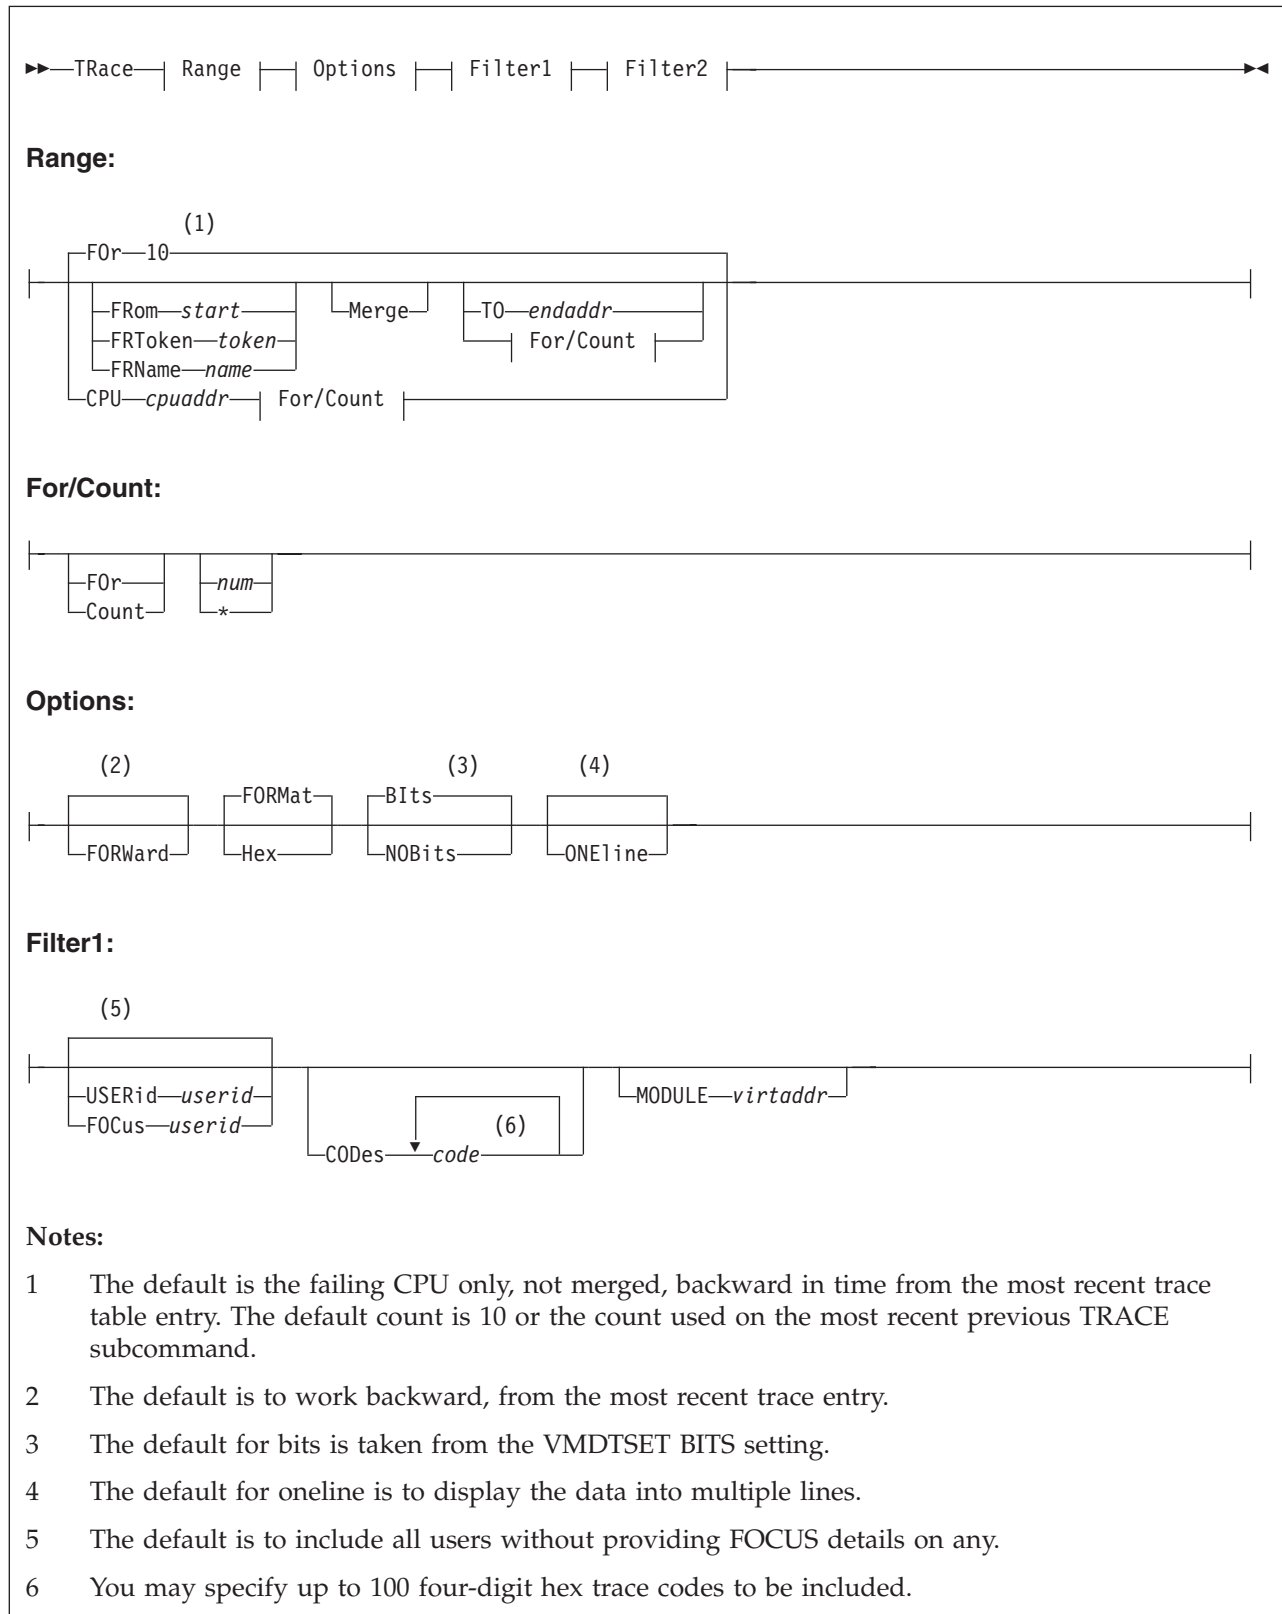 TRace Range Options Filter1 Filter2
Range:
(1)
FOr 10
FRom start Merge TO endaddr
FRToken token For/Count
FRName name
CPU cpuaddr For/Count
For/Count:
FOr num
Count *
Options:
(2) (3) (4)
FORMat BIts
FORWard Hex NOBits ONEline
Filter1:
(5)
USERid userid MODULE virtaddr
FOCus userid (6)
CODes code
Notes:
1 The default is the failing CPU only, not merged, backward in time from the most recent trace
table entry. The default count is 10 or the count used on the most recent previous TRACE
subcommand.
2 The default is to work backward, from the most recent trace entry.
3 The default for bits is taken from the VMDTSET BITS setting.
4 The default for oneline is to display the data into multiple lines.
5 The default is to include all users without providing FOCUS details on any.
6 You may specify up to 100 four-digit hex trace codes to be included.